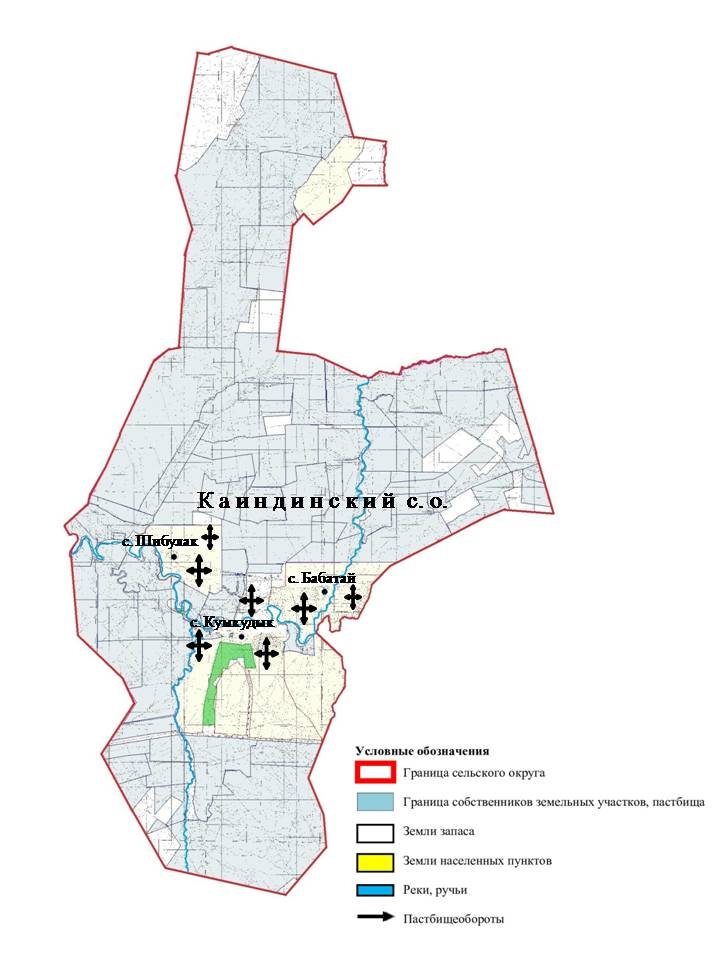 Каиндинский с. о.
с. Шибулак
с. Бабатай
с. Кумкудык
Условные обозначения
Граница сельского округа
Граница собственников земельных участков, пастбища
Земли запаса
Земли населенных пунктов
Реки, ручьи
Пастбищеобороты